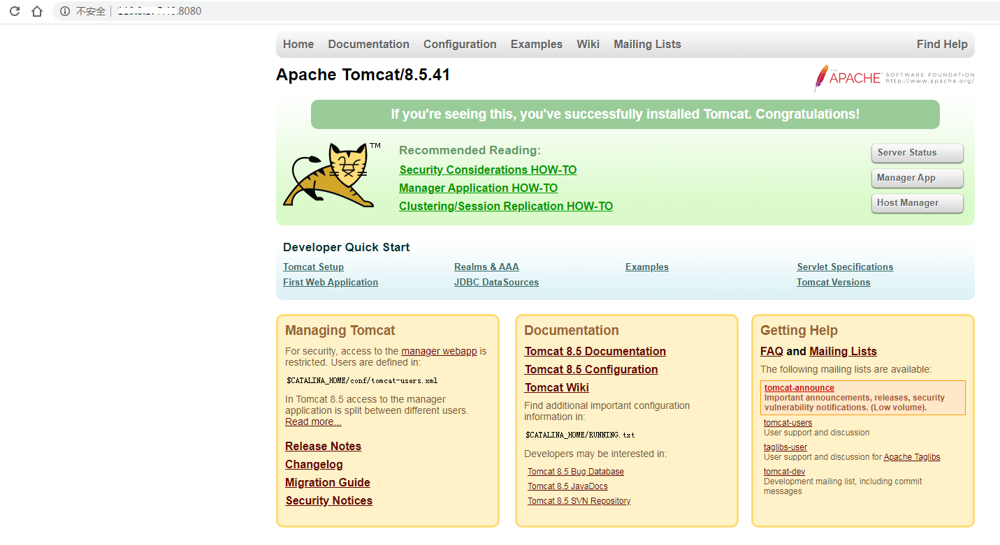 不安全 :8080
Home Documentation Configuration Examples Wiki Mailing Lists Find Help
Apache Tomcat/8.5.41
THE APACHE SOFTWARE FOUNDATION
http://www.apache.org/
If you're seeing this, you've successfully installed Tomcat. Congratulations!
TM
Recommended Reading:
Security Considerations HOW-TO
Manager Application HOW-TO
Clustering/Session Replication HOW-TO
Server Status
Manager App
Host Manager
Developer Quick Start
Tomcat Setup
First Web Application
Realms & AAA
JDBC DataSources
Examples
Servlet Specifications
Tomcat Versions
Managing Tomcat
For security, access to the manager webapp is
restricted. Users are defined in:
$CATALINA_HOME/conf/tomcat-users.xml
In Tomcat 8.5 access to the manager
application is split between different users.
Read more...
Release Notes
Changelog
Migration Guide
Security Notices
Documentation
Tomcat 8.5 Documentation
Tomcat 8.5 Configuration
Tomcat Wiki
Find additional important configuration
information in:
$CATALINA_HOME/RUNNING.txt
Developers may be interested in:
Tomcat 8.5 Bug Database
Tomcat 8.5 JavaDocs
Tomcat 8.5 SVN Repository
Getting Help
FAQ and Mailing Lists
The following mailing lists are available:
tomcat-announce
Important announcements, releases, security
vulnerability notifications. (Low volume).
tomcat-users
User support and discussion
taglibs-user
User support and discussion for Apache Taglibs
tomcat-dev
Development mailing list, including commit
messages